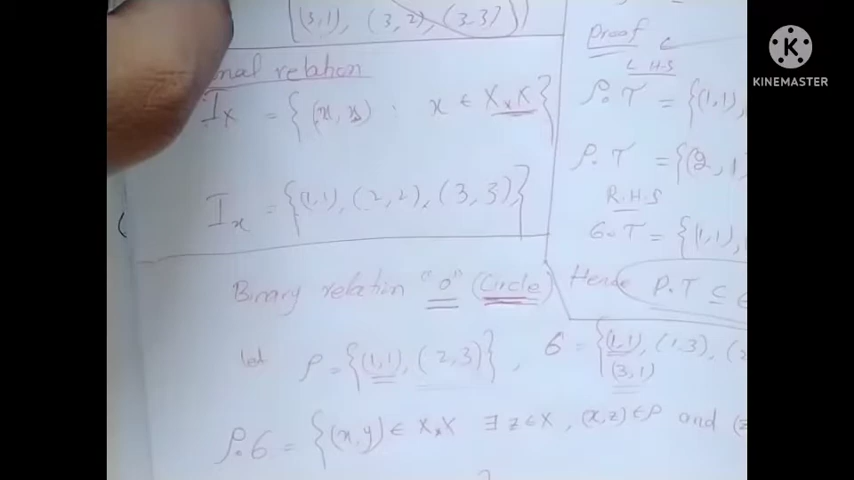 (3,1), (3,2), (3,3)
nal relation
Ix = {(x, x) : x ∈ X×X}
Ix = {(1,1), (2,2), (3,3)}
Binary relation "o" (Circle)
let ρ = {(1,1), (2,3)}, σ = {(1,1), (1,3), (2
(3,1)
ρ.σ = {(x,y) ∈ X×X ∃ z ∈ X, (x,z) ∈ ρ and (z
Proof
L.H.S
ρ.T = {(1,1),
ρ.T = {(2,1
R.H.S
σ.T = {(1,1),
Hence ρ.T ⊆ σ
KINEMASTER